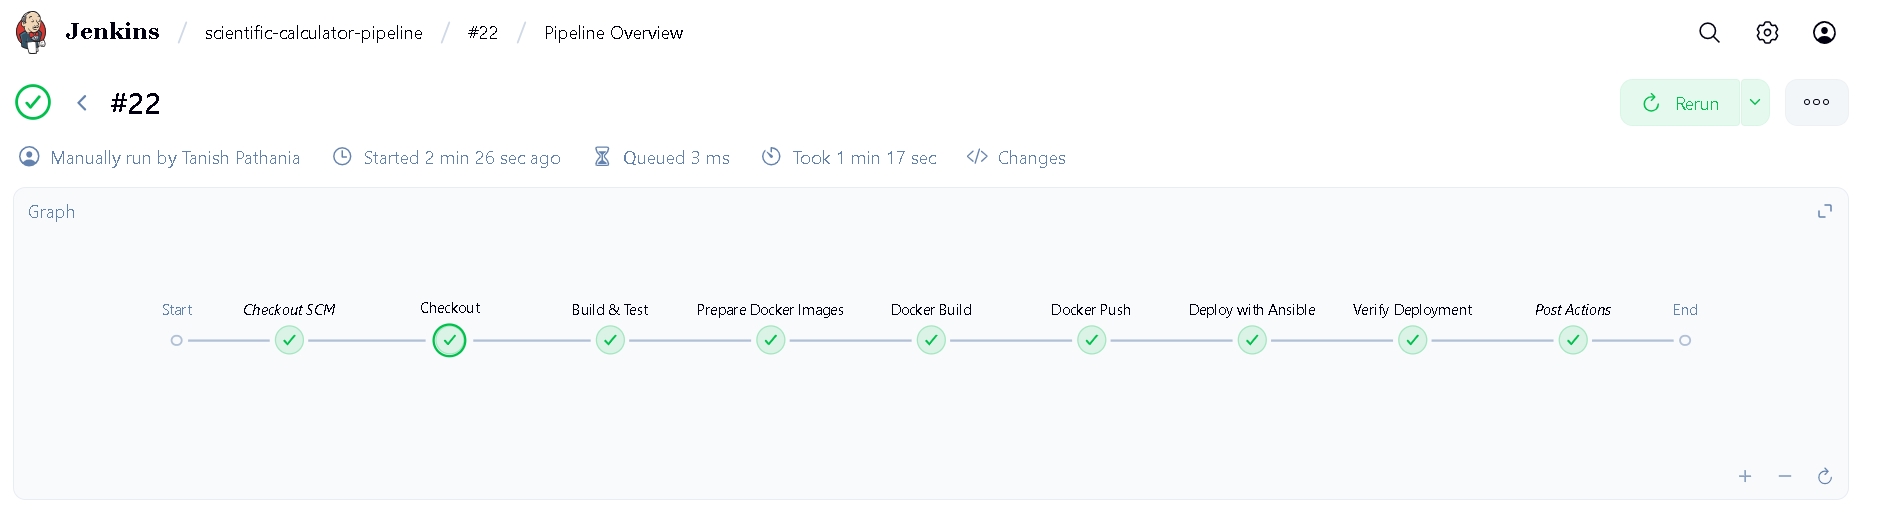 Jenkins / scientific-calculator-pipeline / #22 / Pipeline Overview
#22
Rerun
Manually run by Tanish Pathania Started 2 min 26 sec ago Queued 3 ms Took 1 min 17 sec Changes
Graph
Start Checkout SCM Checkout Build & Test Prepare Docker Images Docker Build Docker Push Deploy with Ansible Verify Deployment Post Actions End